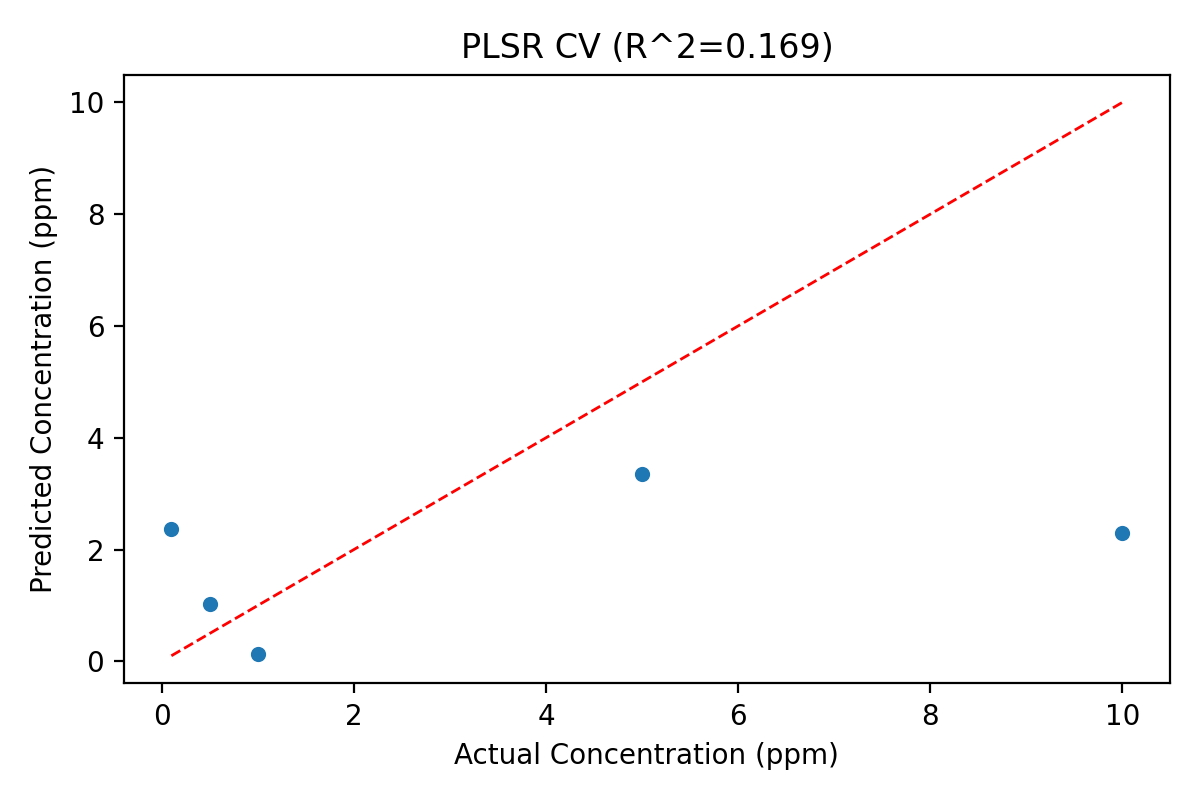 PLSR CV (R^2=0.169)
Predicted Concentration (ppm)
10
8
6
4
2
0
0 2 4 6 8 10
Actual Concentration (ppm)